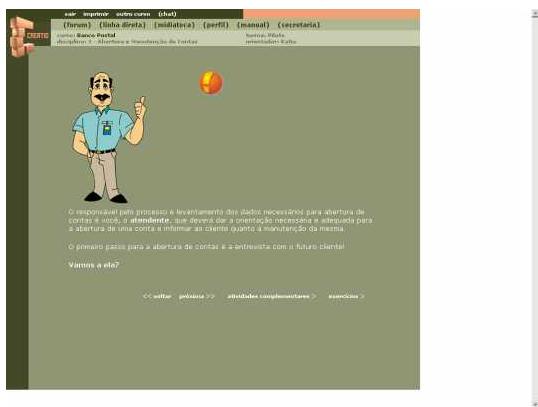 sair imprimir outro curso (chat)
(forum) (linha direta) (midiateca) (perfil) (manual) (secretaria)
CREATIO
curso: Banco Postal
turma: Piloto
disciplina: 3 - Abertura e Manutenção de Contas
orientador: Katia
O responsável pelo processo e levantamento dos dados necessários para abertura de
contas é você, o atendente, que deverá dar a orientação necessária e adequada para
a abertura de uma conta e informar ao cliente quanto à manutenção da mesma.
O primeiro passo para a abertura de contas é a entrevista com o futuro cliente!
Vamos a ela?
<< voltar próxima >> atividades complementares > exercícios >